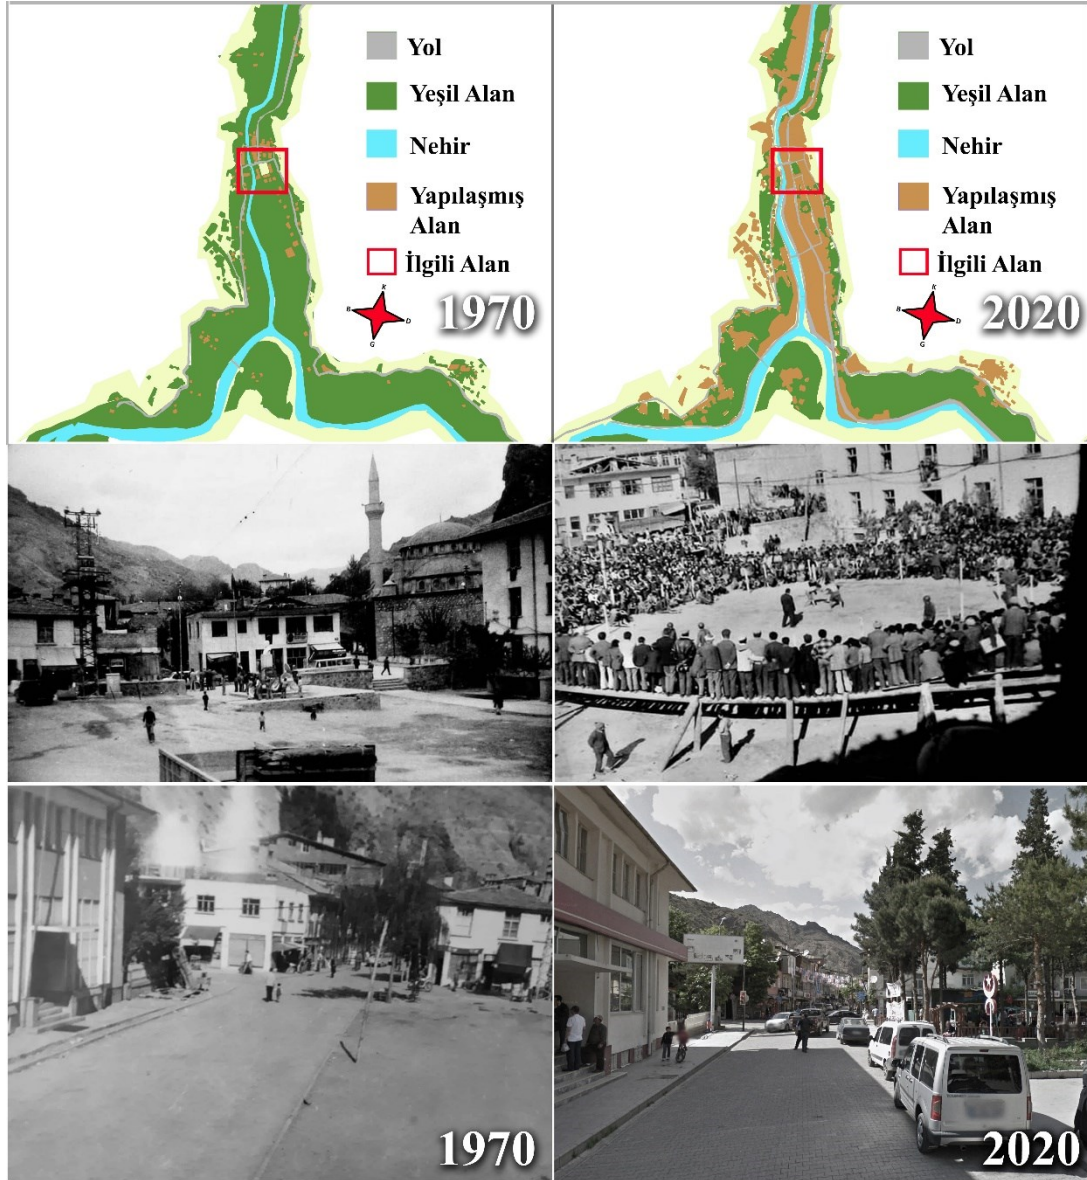 Yol
Yeşil Alan
Nehir
Yapılaşmış
Alan
İlgili Alan
K
B
D
G
1970
Yol
Yeşil Alan
Nehir
Yapılaşmış
Alan
İlgili Alan
K
B
D
G
2020
1970
2020